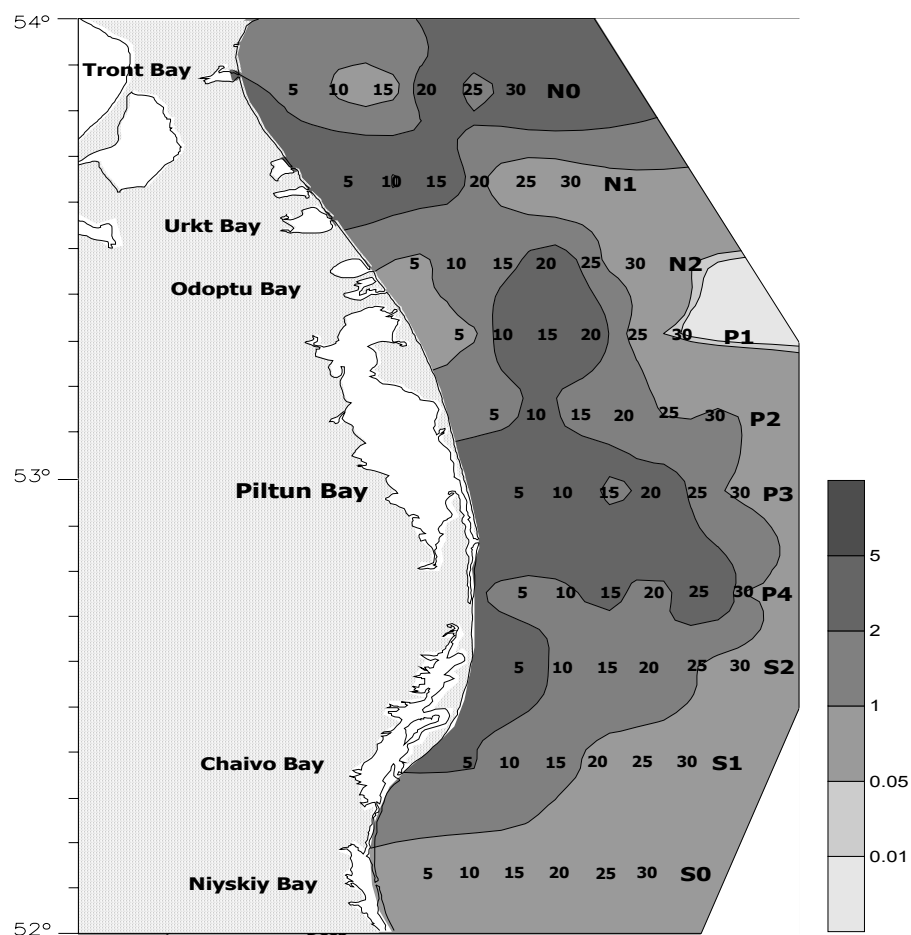 54°
Tront Bay
5 10 15 20 25 30 N0
5 10 15 20 25 30 N1
Urkt Bay
5 10 15 20 25 30 N2
Odoptu Bay
5 10 15 20 25 30 P1
5 10 15 20 25 30 P2
53°
Piltun Bay
5 10 15 20 25 30 P3
5
5 10 15 20 25 30 P4
2
5 10 15 20 25 30 S2
1
Chaivo Bay
5 10 15 20 25 30 S1
0.05
0.01
Niyskiy Bay
5 10 15 20 25 30 S0
52°